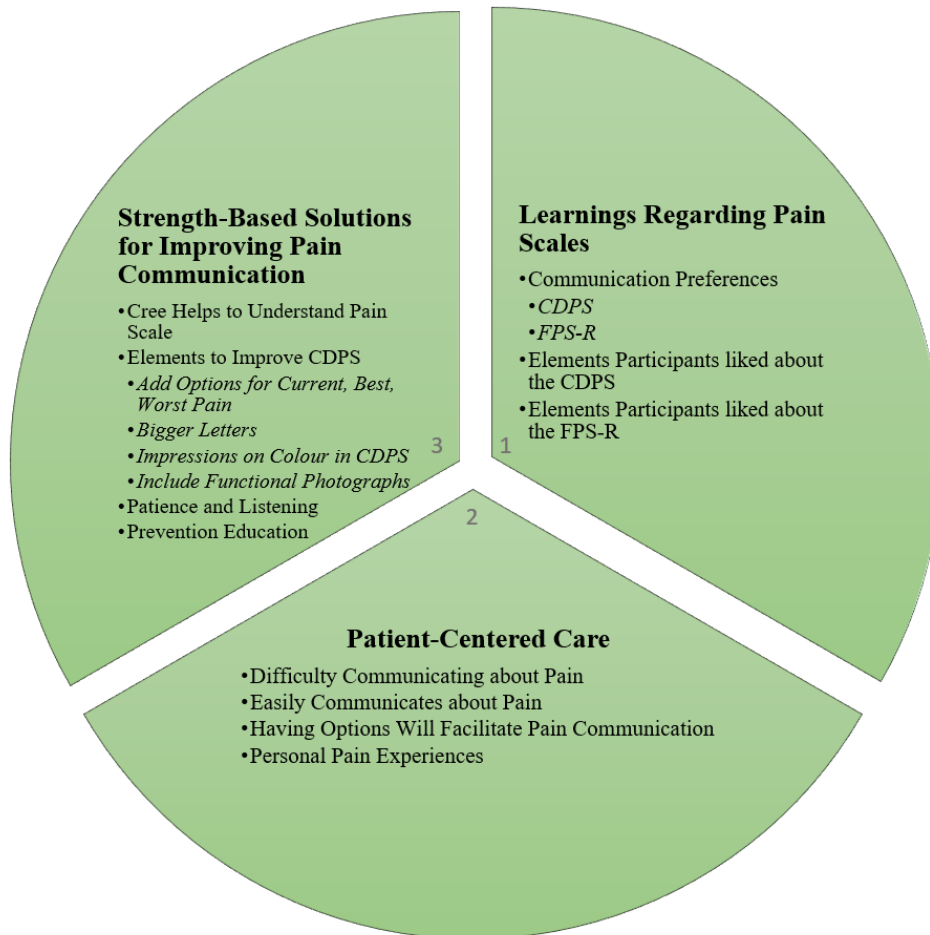 Learnings Regarding Pain
Scales
•Communication Preferences
•CDPS
•FPS-R
•Elements Participants liked about
the CDPS
•Elements Participants liked about
the FPS-R
1
Patient-Centered Care
•Difficulty Communicating about Pain
•Easily Communicates about Pain
•Having Options Will Facilitate Pain Communication
•Personal Pain Experiences
2
Strength-Based Solutions
for Improving Pain
Communication
•Cree Helps to Understand Pain
Scale
•Elements to Improve CDPS
•Add Options for Current, Best,
Worst Pain
•Bigger Letters
•Impressions on Colour in CDPS
•Include Functional Photographs
•Patience and Listening
•Prevention Education
3